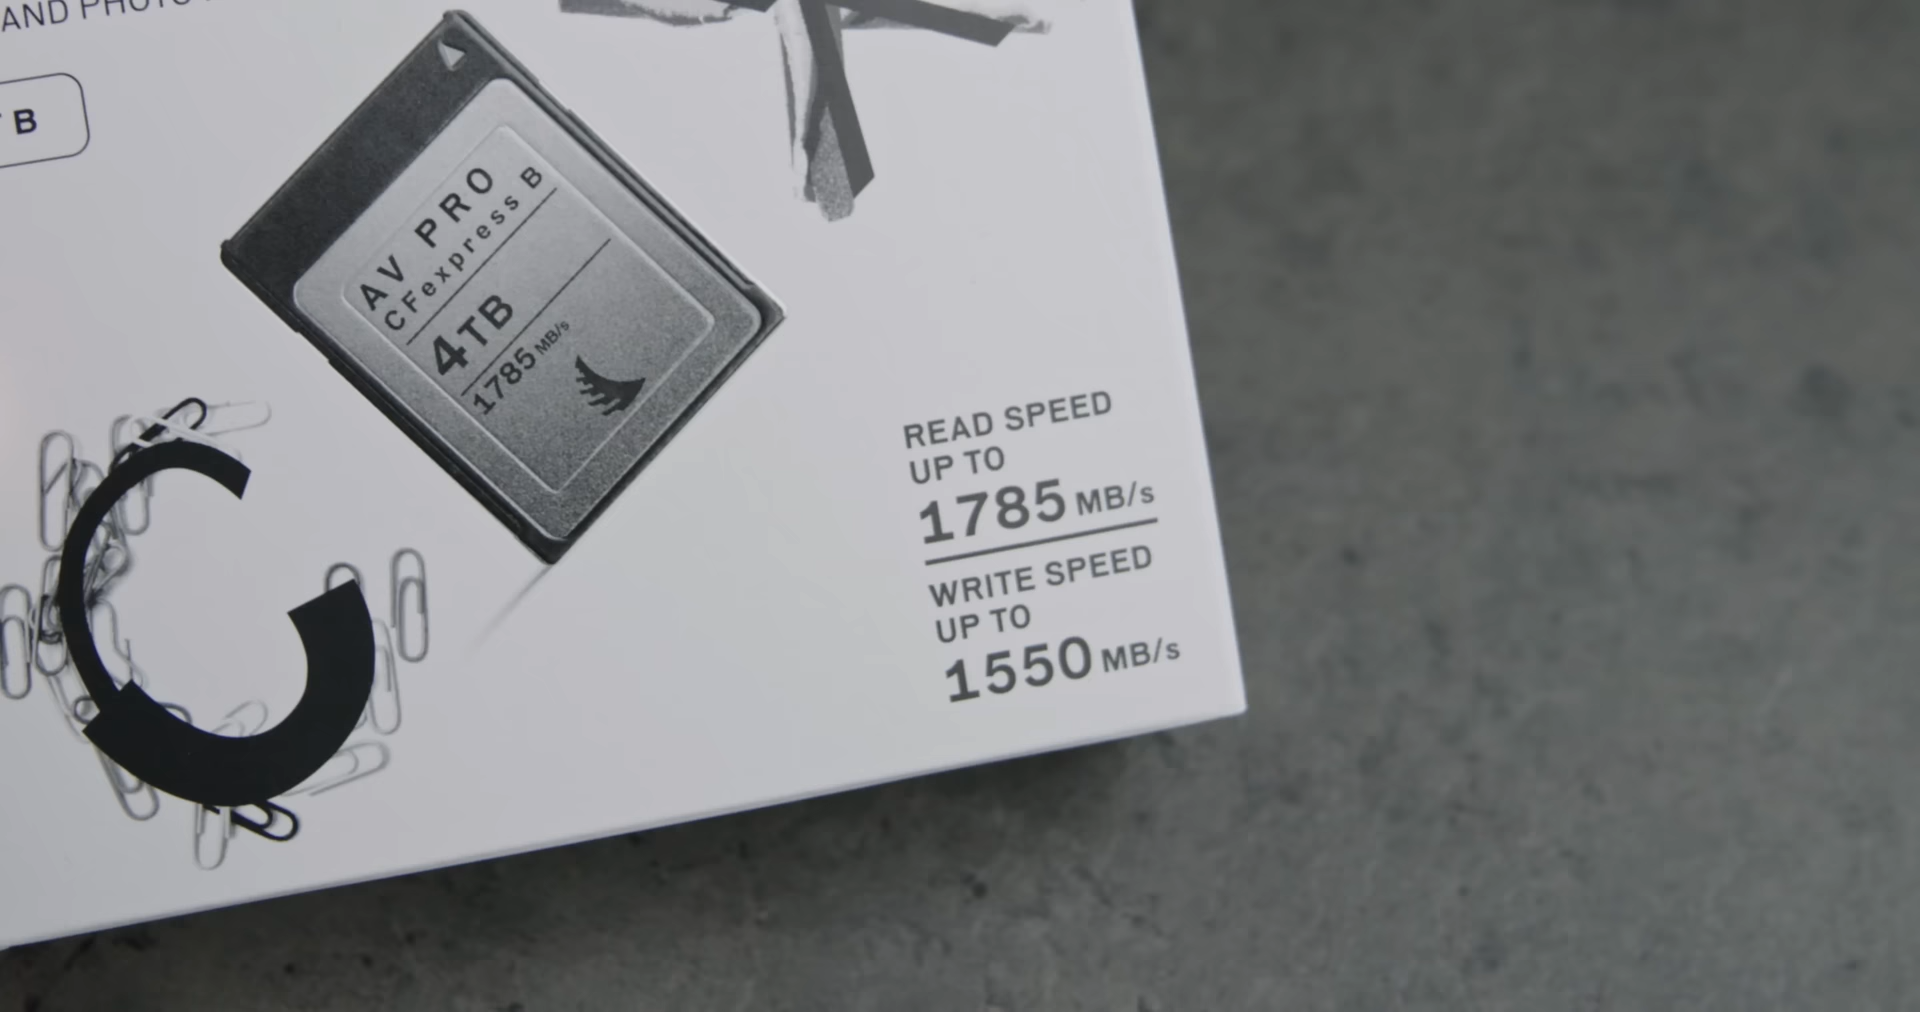 AND PHOTO
B
AV PRO
CFexpress B
4TB
1785 MB/s
READ SPEED
UP TO
1785 MB/s
WRITE SPEED
UP TO
1550 MB/s